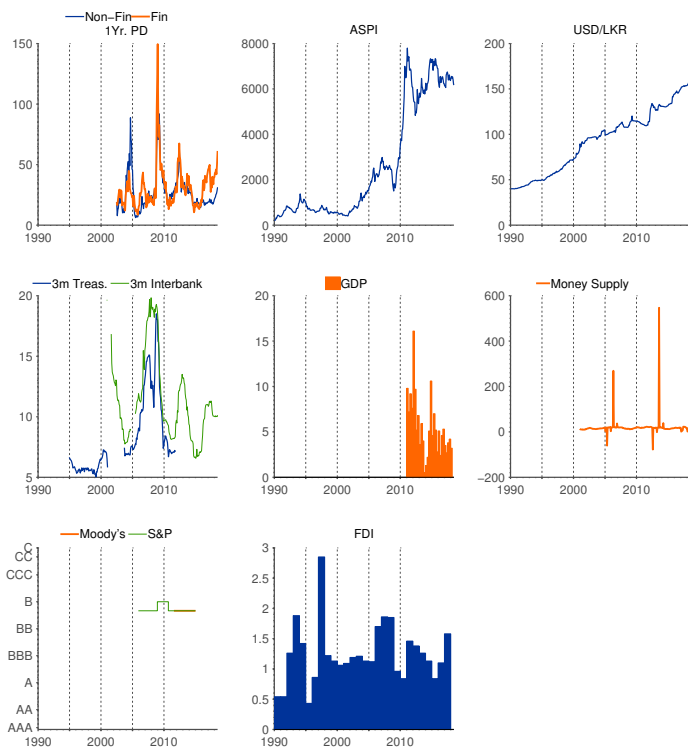 Non−Fin Fin
1Yr. PD
150
100
50
0
1990 2000 2010
ASPI
8000
6000
4000
2000
0
1990 2000 2010
USD/LKR
200
150
100
50
0
1990 2000 2010
3m Treas. 3m Interbank
20
15
10
5
1990 2000 2010
GDP
20
15
10
5
0
1990 2000 2010
Money Supply
600
400
200
0
−200
1990 2000 2010
Moody's S&P
C
CC
CCC
B
BB
BBB
A
AA
AAA
1990 2000 2010
FDI
3
2.5
2
1.5
1
0.5
0
1990 2000 2010